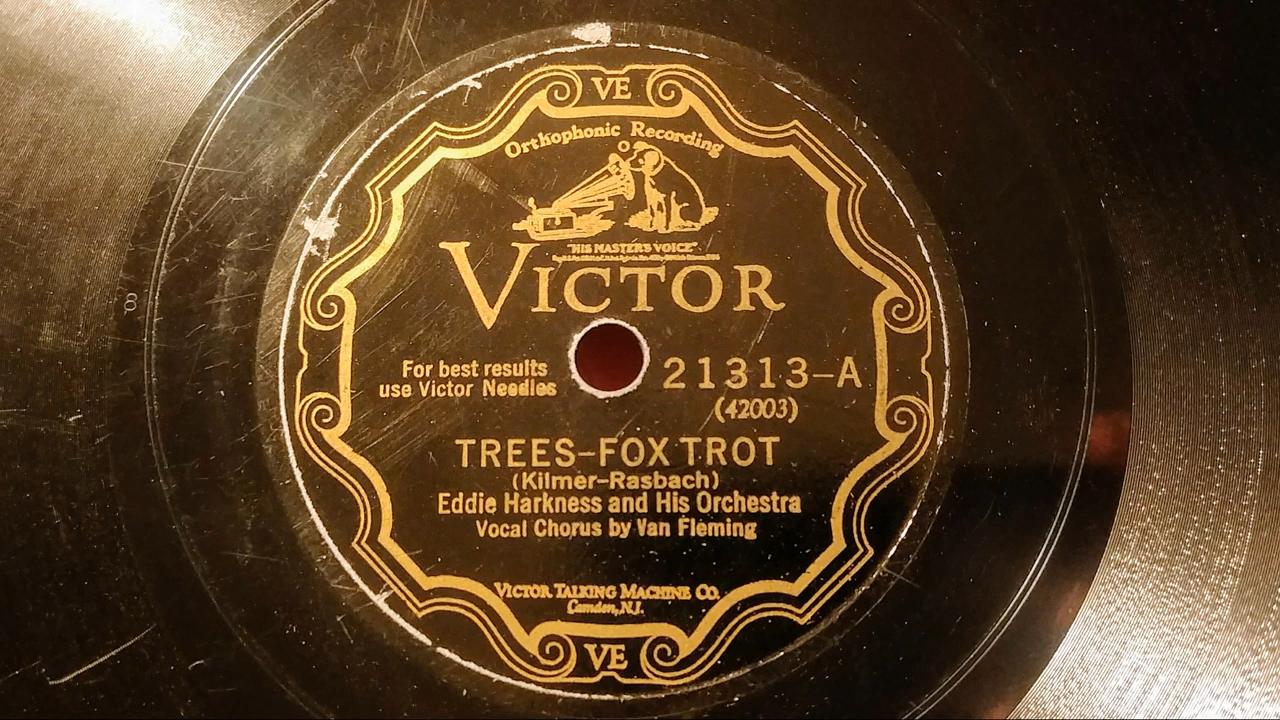 VE
Orthophonic Recording
"HIS MASTER'S VOICE"
VICTOR
For best results
use Victor Needles
21313-A
(42003)
TREES-FOX TROT
(Kilmer-Rasbach)
Eddie Harkness and His Orchestra
Vocal Chorus by Van Fleming
VICTOR TALKING MACHINE CO.
Camden, N.J.
VE
8